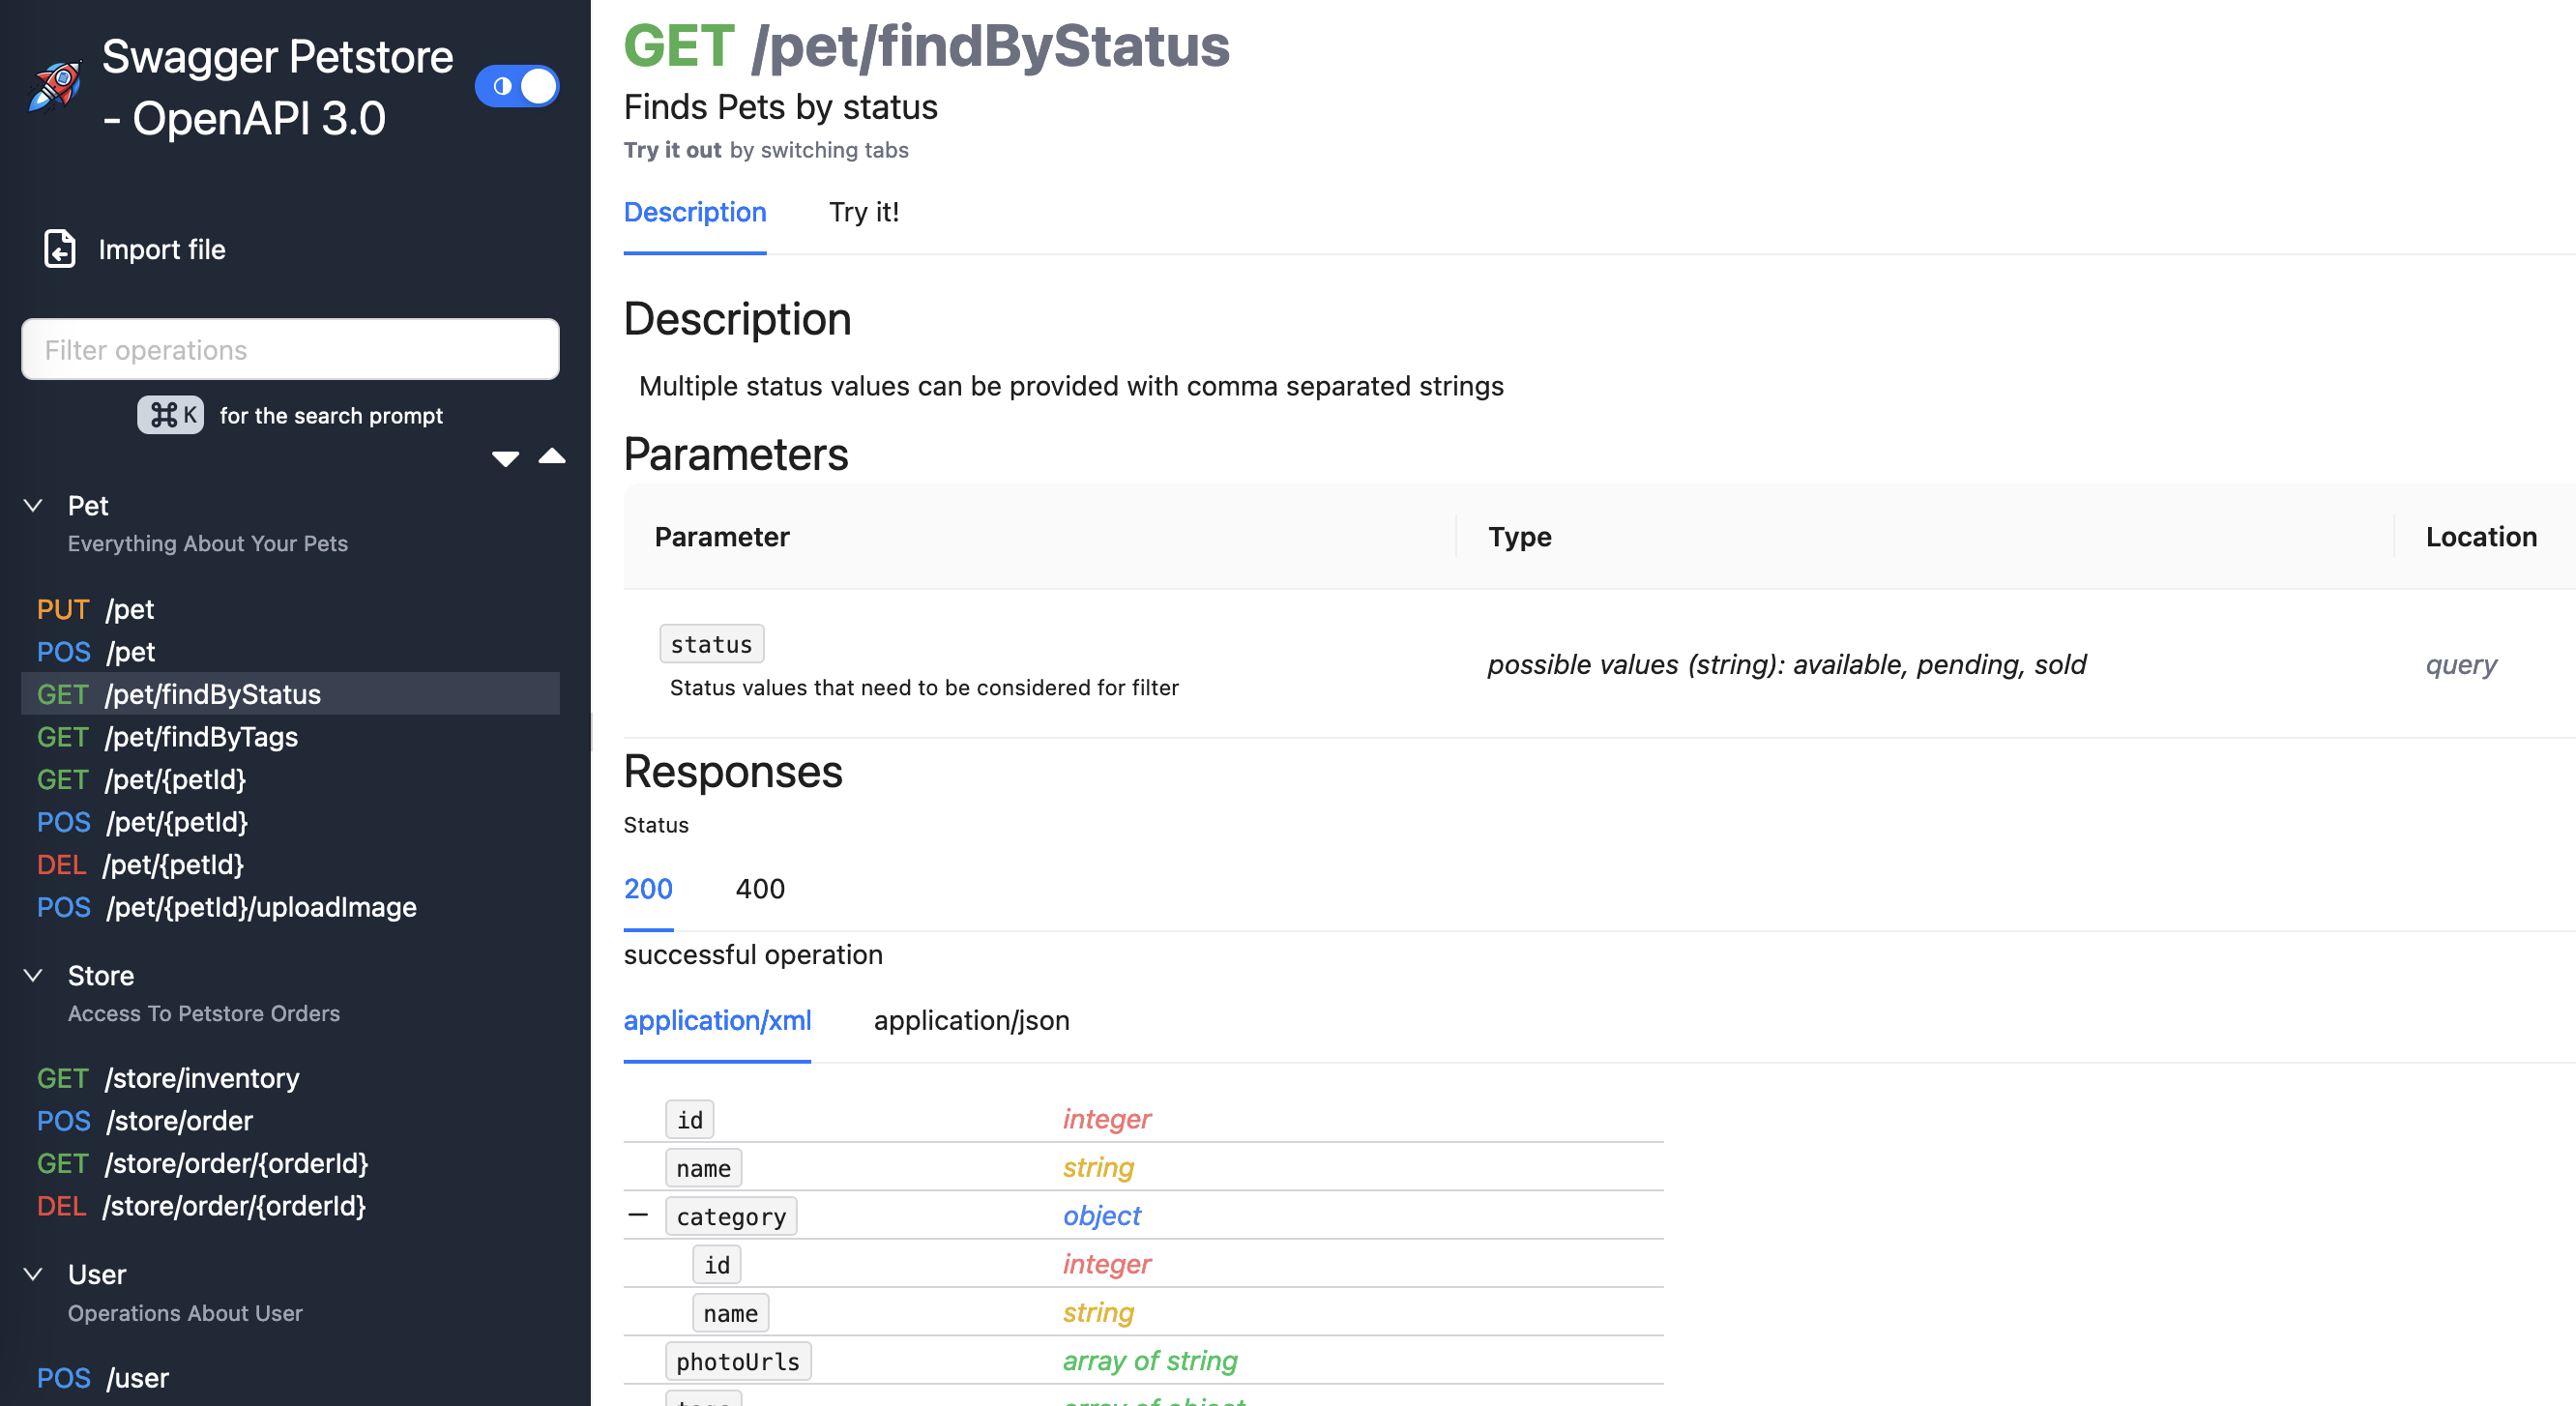 Swagger Petstore
- OpenAPI 3.0
Import file
Filter operations
⌘ K for the search prompt
Pet
Everything About Your Pets
PUT /pet
POS /pet
GET /pet/findByStatus
GET /pet/findByTags
GET /pet/{petId}
POS /pet/{petId}
DEL /pet/{petId}
POS /pet/{petId}/uploadImage
Store
Access To Petstore Orders
GET /store/inventory
POS /store/order
GET /store/order/{orderId}
DEL /store/order/{orderId}
User
Operations About User
POS /user
GET /pet/findByStatus
Finds Pets by status
Try it out by switching tabs
Description Try it!
Description
Multiple status values can be provided with comma separated strings
Parameters
Parameter Type Location
status
Status values that need to be considered for filter
possible values (string): available, pending, sold
query
Responses
Status
200 400
successful operation
application/xml application/json
id integer
name string
category object
id integer
name string
photoUrls array of string
array of object